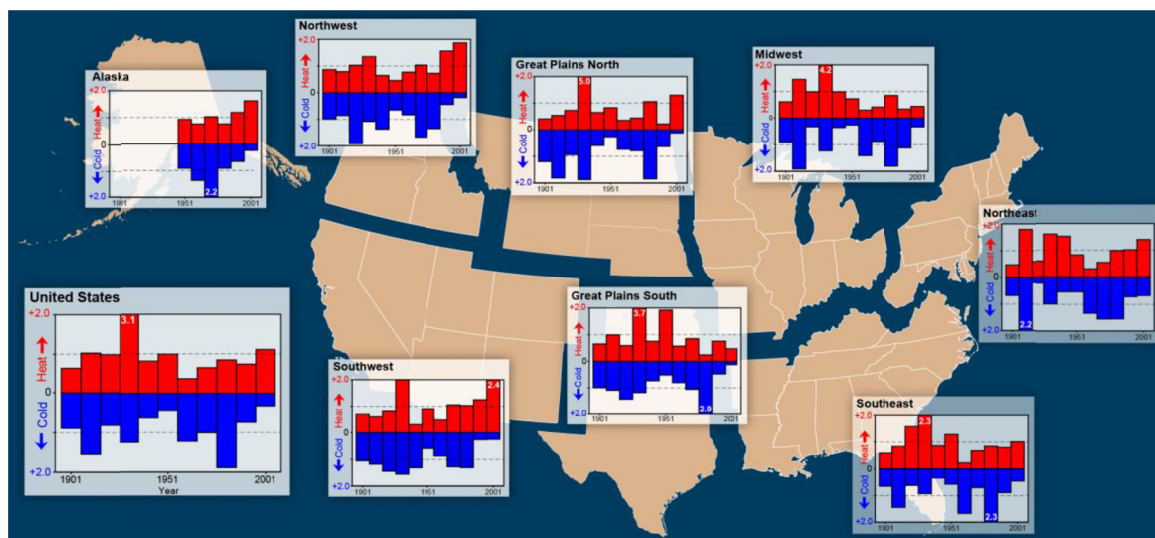 Northwest
+2.0
Heat
0
Cold
+2.0
1901
1951
2001
Great Plains North
+2.0
5.0
Heat
0
Cold
+2.0
1901
1951
2001
Midwest
+2.0
4.2
Heat
0
Cold
+2.0
1901
1951
2001
Alaska
+2.0
Heat
0
Cold
+2.0
2.2
1901
1951
2001
Northeast
+2.0
Heat
0
Cold
+2.0
2.2
1901
1951
2001
United States
+2.0
3.1
Heat
0
Cold
2.0
1901
1951
2001
Year
Great Plains South
+2.0
3.7
Heat
0
Cold
+2.0
2.9
1901
1951
2001
Southwest
+2.0
2.4
Heat
0
Cold
+2.0
1901
1951
2001
Southeast
+2.0
2.3
Heat
0
Cold
+2.0
2.3
1901
1951
2001